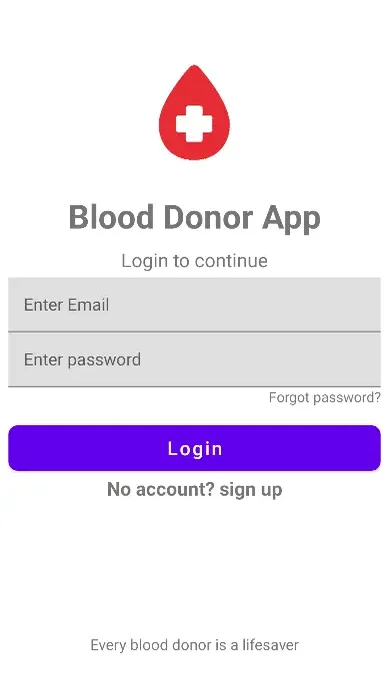 Blood Donor App
Login to continue
Enter Email
Enter password
Forgot password?
Login
No account? sign up
Every blood donor is a lifesaver